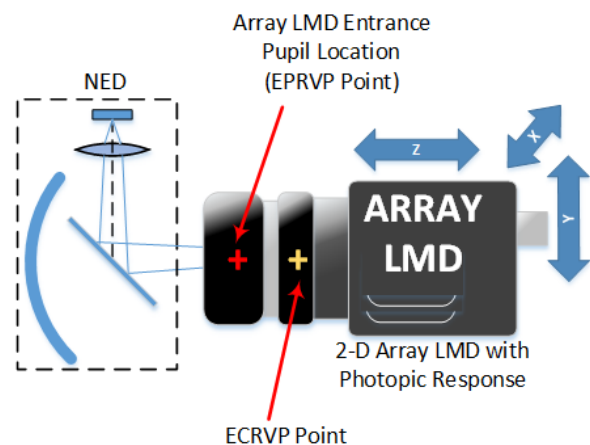 Array LMD Entrance
Pupil Location
(EPRVP Point)
NED
Z
X
Y
ARRAY
LMD
2-D Array LMD with
Photopic Response
ECRVP Point